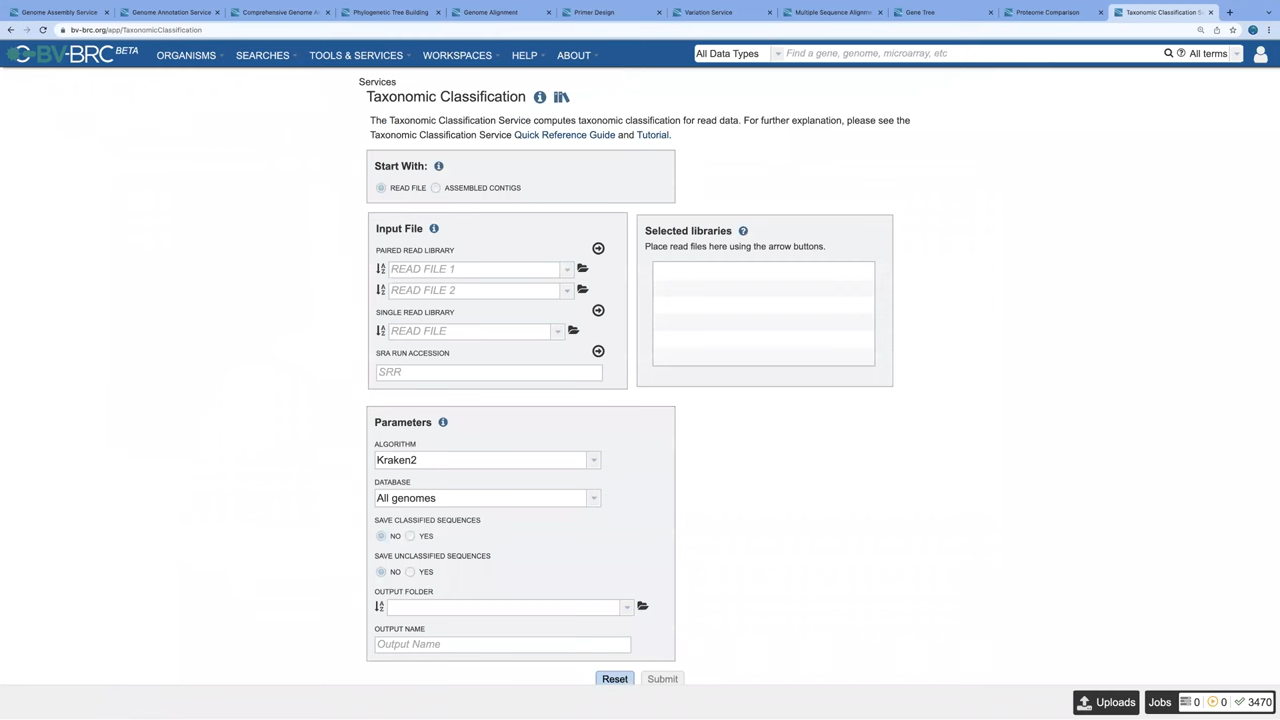 Genome Assembly Service
Genome Annotation Service
Comprehensive Genome A
Phylogenetic Tree Building
Genome Alignment
Primer Design
Variation Service
Multiple Sequence Alignm
Gene Tree
Proteome Comparison
Taxonomic Classification S
bv-brc.org/app/TaxonomicClassification
BV-BRC BETA
ORGANISMS
SEARCHES
TOOLS & SERVICES
WORKSPACES
HELP
ABOUT
All Data Types
Find a gene, genome, microarray, etc
All terms
Services
Taxonomic Classification
The Taxonomic Classification Service computes taxonomic classification for read data. For further explanation, please see the
Taxonomic Classification Service Quick Reference Guide and Tutorial.
Start With:
READ FILE
ASSEMBLED CONTIGS
Input File
PAIRED READ LIBRARY
READ FILE 1
READ FILE 2
SINGLE READ LIBRARY
READ FILE
SRA RUN ACCESSION
SRR
Selected libraries
Place read files here using the arrow buttons.
Parameters
ALGORITHM
Kraken2
DATABASE
All genomes
SAVE CLASSIFIED SEQUENCES
NO YES
SAVE UNCLASSIFIED SEQUENCES
NO YES
OUTPUT FOLDER
OUTPUT NAME
Output Name
Reset
Submit
Uploads
Jobs 0 0 3470